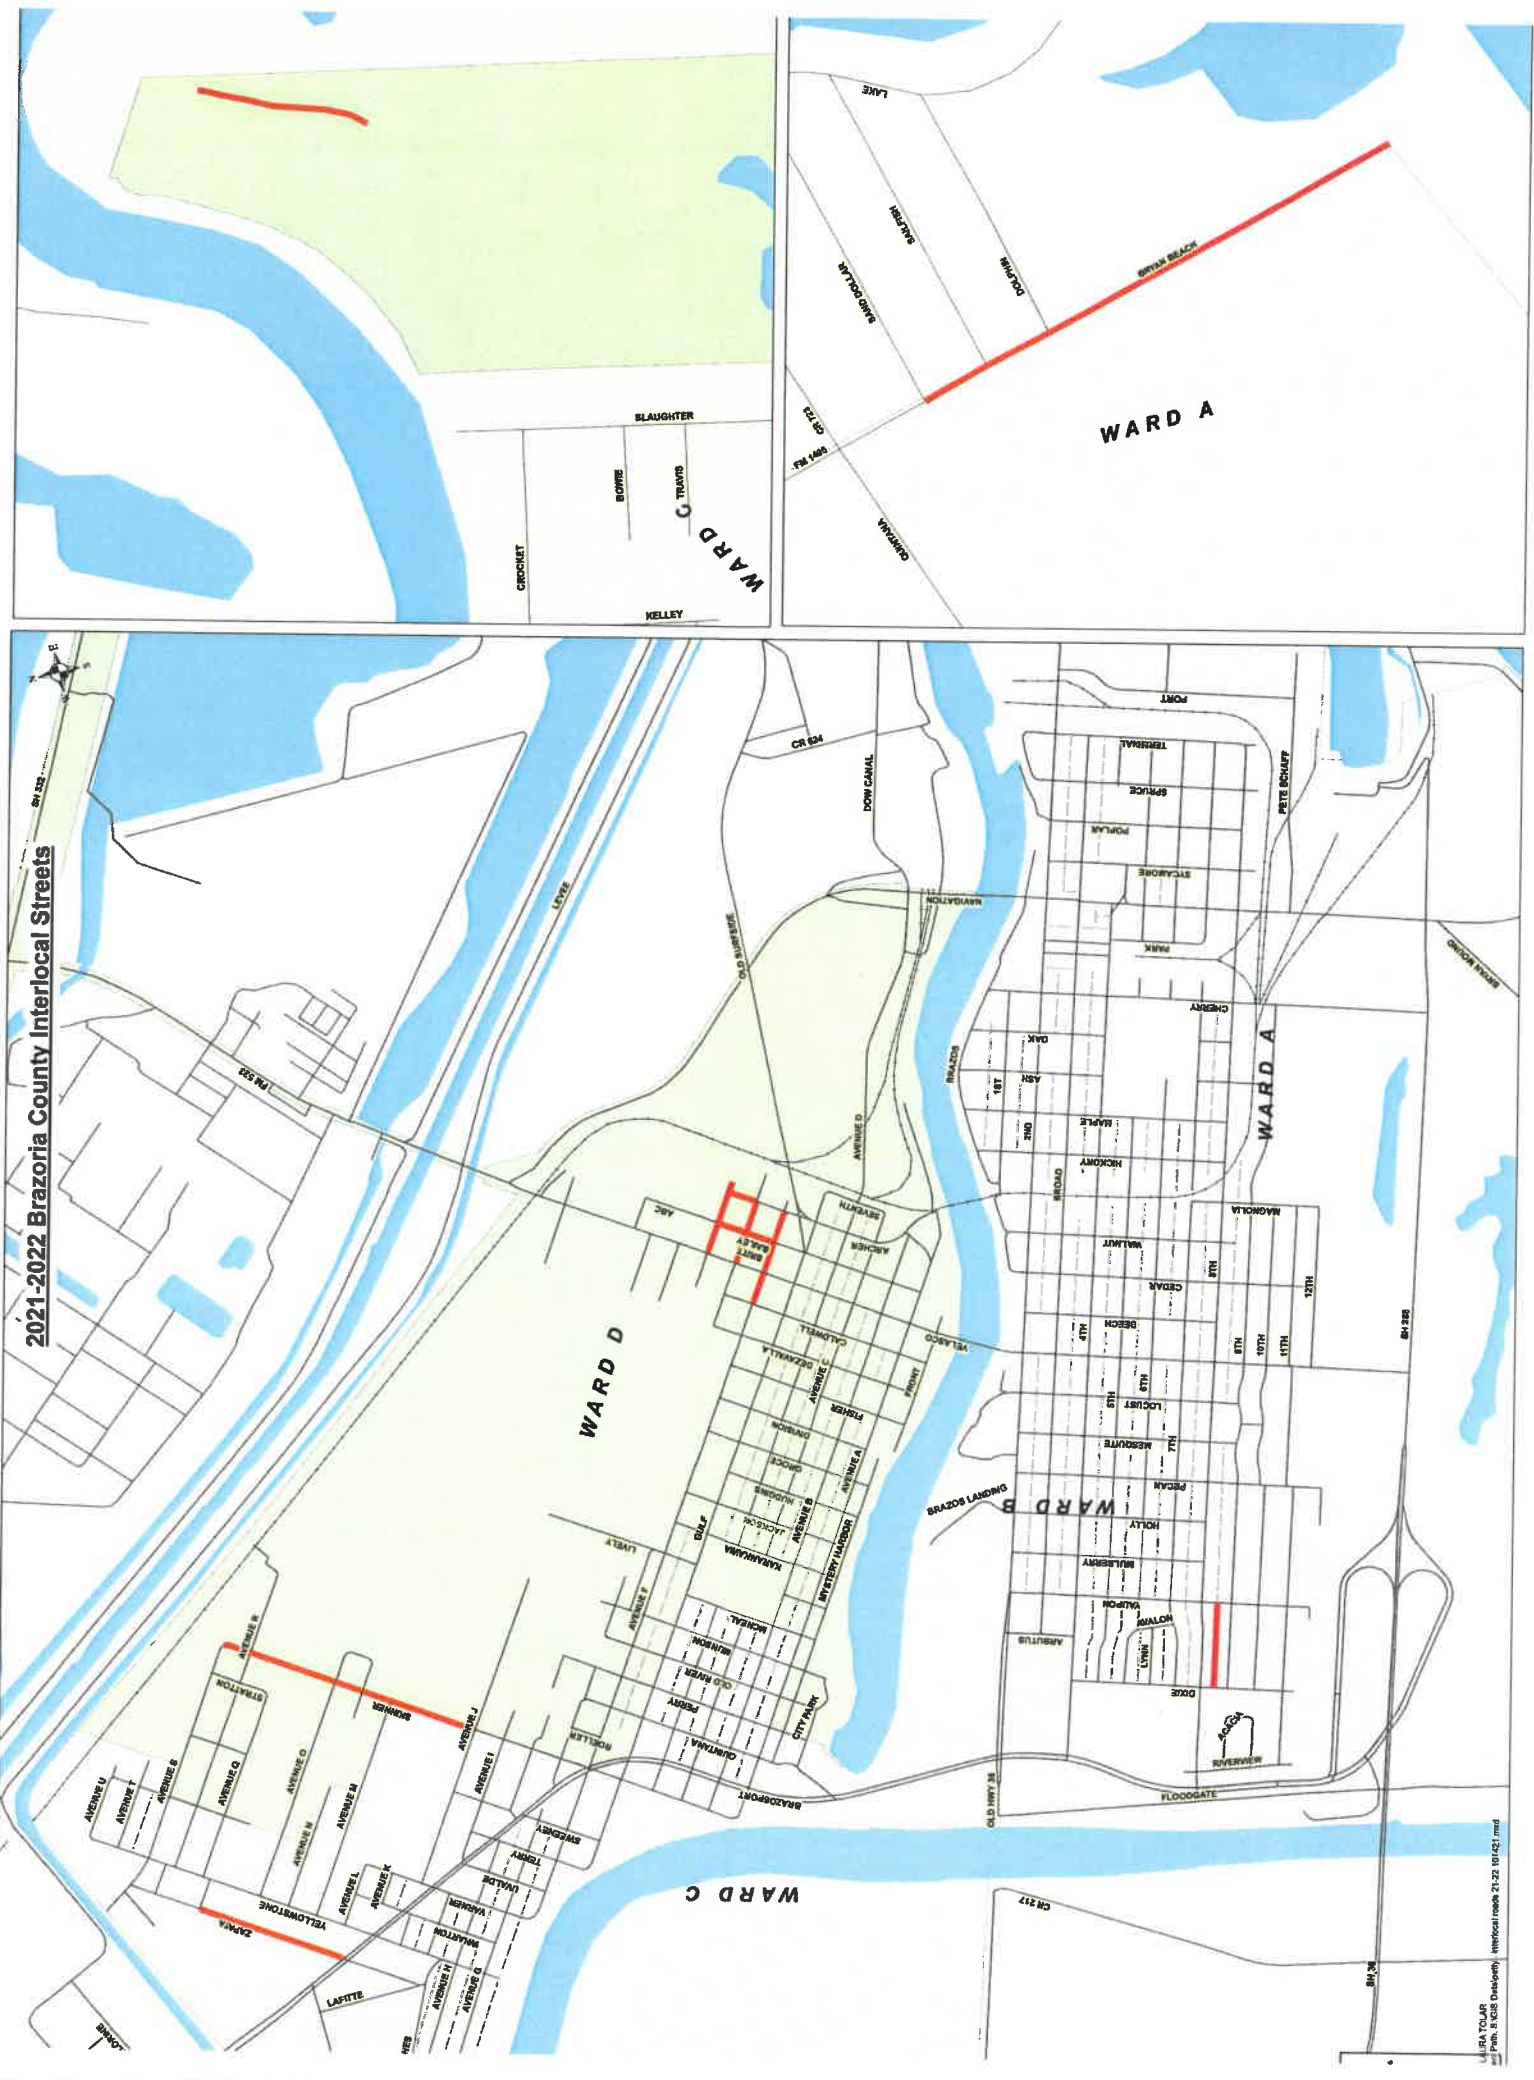 2021-2022 Brazoria County Interlocal Streets
SH 332
FM 523
LEVEE
CR 624
DOW CANAL
OLD SURFSIDE
NAVIGATION
AVENUE D
ABC
BAILEY
BRITT
SEVENTH
ARCHER
CALDWELL
DEZAVALLA
AVENUE C
FISHER
FRONT
VELASCO
DIVISION
GROCE
HUDGINS
JACKSON
KARANKAWA
AVENUE A
AVENUE B
MYSTERY HARBOR
GULF
LIVELY
AVENUE F
MCNEAL
MUNSON
OLD RIVER
PERRY
QUINTANA
CITY PARK
ROELLER
BRAZOSPORT
WARD D
AVENUE R
STRATTON
SKINNER
AVENUE J
AVENUE I
AVENUE U
AVENUE T
AVENUE S
AVENUE Q
AVENUE O
AVENUE N
AVENUE M
AVENUE L
AVENUE K
YELLOWSTONE
ZAPATA
VARNER
WHARTON
UVALDE
TERRY
SWEENEY
AVENUE H
AVENUE G
LAFITTE
WARD C
PORT
TERMINAL
SPRUCE
POPLAR
SYCAMORE
PETE SCHAFF
PARK
CHERRY
BRYAN MOUND
OAK
ASH
1ST
2ND
BRAZOS
MAPLE
HICKORY
BROAD
WARD A
MAGNOLIA
WALNUT
CEDAR
8TH
BEECH
4TH
9TH
10TH
11TH
12TH
SH 288
5TH
6TH
LOCUST
MESQUITE
7TH
PECAN
BRAZOS LANDING
WARD B
HOLLY
MULBERRY
YAUPON
AVALON
LYNN
ARBUTUS
DIXIE
ACACIA
RIVERVIEW
FLOODGATE
OLD HWY 36
CR 217
SH 36
SLAUGHTER
BOWIE
TRAVIS
CROCKET
KELLEY
WARD C
LAKE
SAILFISH
SAND DOLLAR
DOLPHIN
BRYAN BEACH
CR 723
FM 1495
QUINTANA
WARD A
LAURA TOLAR